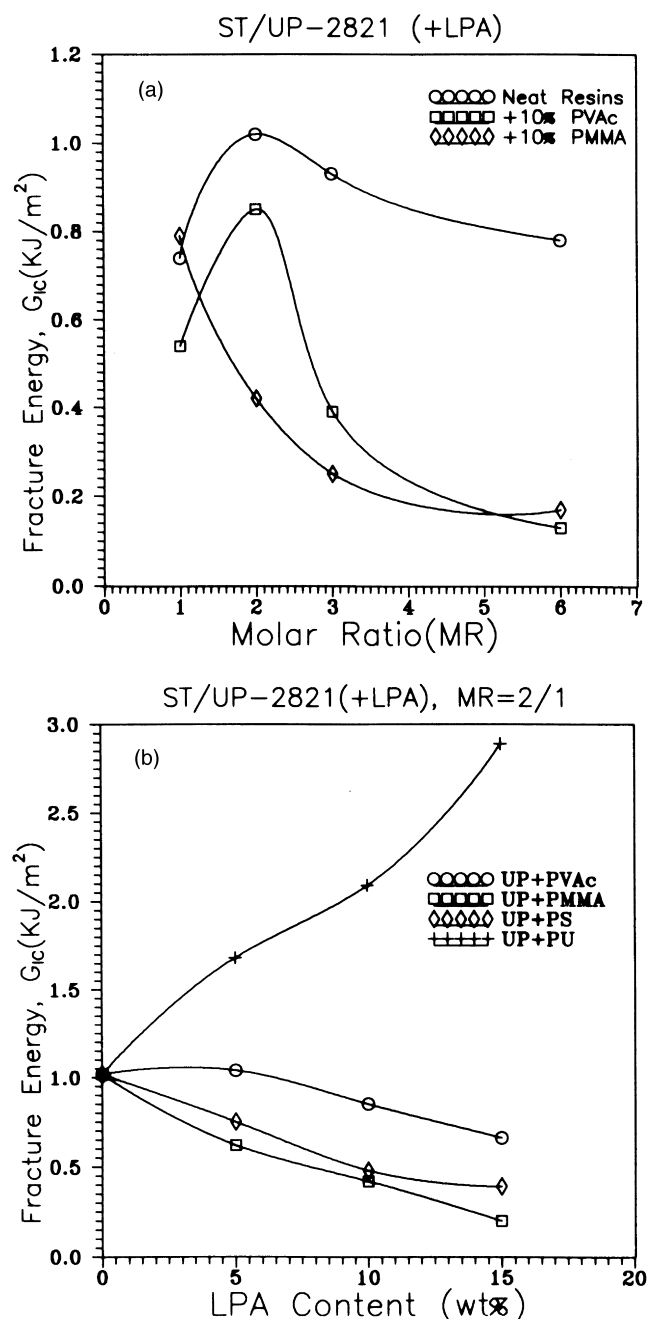 ST/UP-2821 (+LPA)
(a)
Neat Resins
+10% PVAc
+10% PMMA
1.2
1.0
0.8
0.6
0.4
0.2
0.0
Fracture Energy, GIC(KJ/m²)
0 1 2 3 4 5 6 7
Molar Ratio(MR)
ST/UP-2821(+LPA), MR=2/1
(b)
UP+PVAc
UP+PMMA
UP+PS
UP+PU
3.0
2.5
2.0
1.5
1.0
0.5
0.0
Fracture Energy, GIC(KJ/m²)
0 5 10 15 20
LPA Content (wt%)